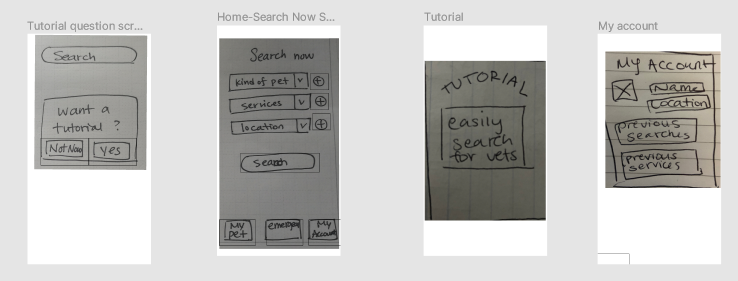 Tutorial question scr...
Search
want a
tutorial ?
Not Now
yes
Home-Search Now S...
Search now
kind of pet
services
location
search
My
pet
emergency
My
Account
Tutorial
TUTORIAL
easily
search
for vets
My account
My Account
Name
Location
previous
searches
previous
services